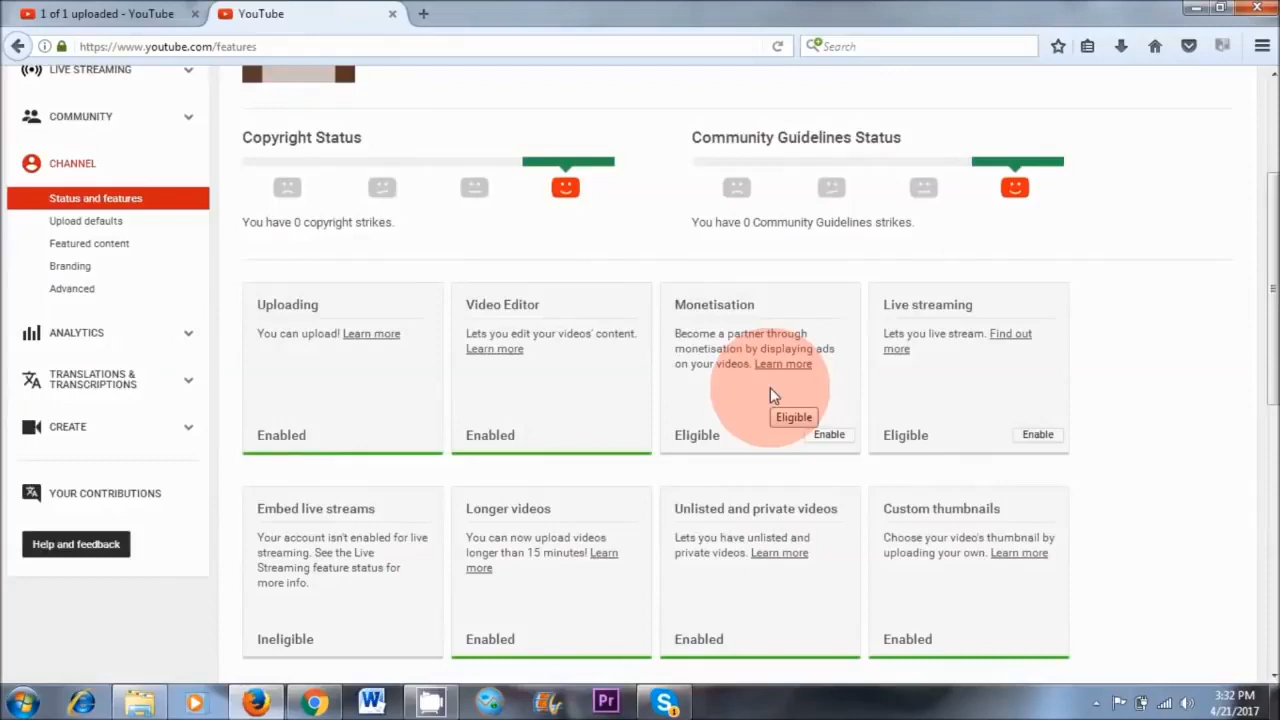 1 of 1 uploaded - YouTube
YouTube
https://www.youtube.com/features
Search
LIVE STREAMING
COMMUNITY
CHANNEL
Status and features
Upload defaults
Featured content
Branding
Advanced
ANALYTICS
TRANSLATIONS &
TRANSCRIPTIONS
CREATE
YOUR CONTRIBUTIONS
Help and feedback
Copyright Status
You have 0 copyright strikes.
Community Guidelines Status
You have 0 Community Guidelines strikes.
Uploading
You can upload! Learn more
Enabled
Video Editor
Lets you edit your videos' content.
Learn more
Enabled
Monetisation
Become a partner through
monetisation by displaying ads
on your videos. Learn more
Eligible
Eligible
Enable
Live streaming
Lets you live stream. Find out
more
Eligible
Enable
Embed live streams
Your account isn't enabled for live
streaming. See the Live
Streaming feature status for
more info.
Ineligible
Longer videos
You can now upload videos
longer than 15 minutes! Learn
more
Enabled
Unlisted and private videos
Lets you have unlisted and
private videos. Learn more
Enabled
Custom thumbnails
Choose your video's thumbnail by
uploading your own. Learn more
Enabled
W
Pr
S
3:32 PM
4/21/2017